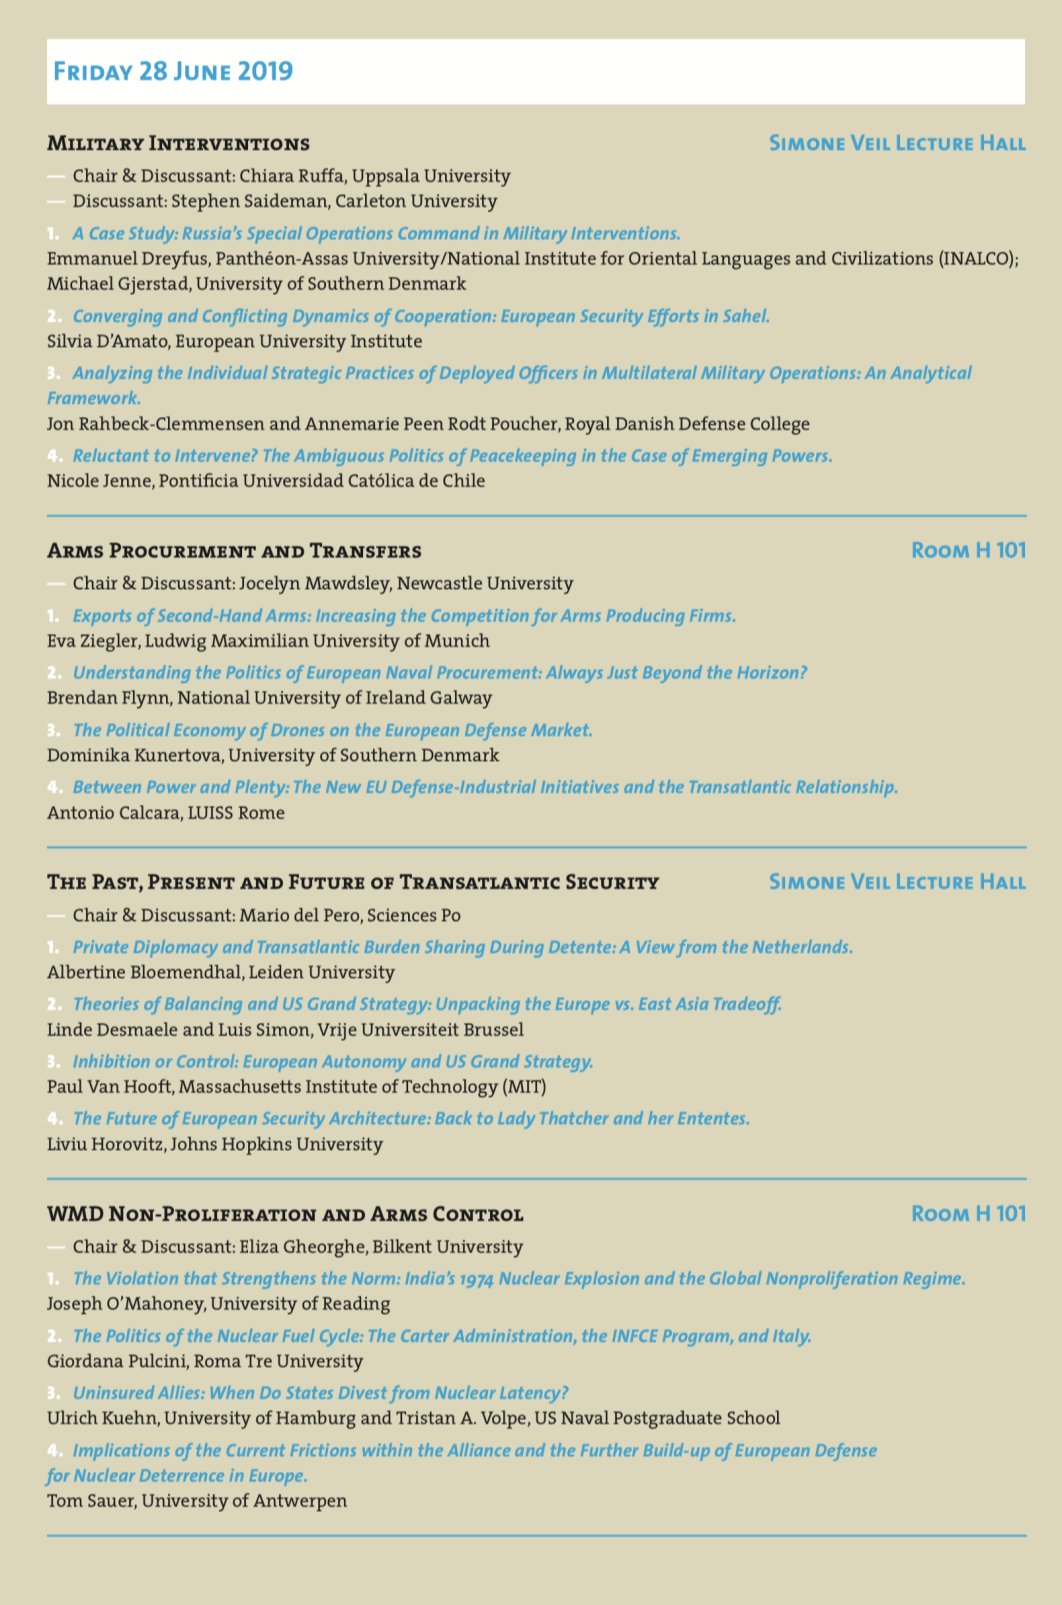 Friday 28 June 2019
Military Interventions Simone Veil Lecture Hall
— Chair & Discussant: Chiara Ruffa, Uppsala University
— Discussant: Stephen Saideman, Carleton University
1. A Case Study: Russia's Special Operations Command in Military Interventions.
Emmanuel Dreyfus, Panthéon-Assas University/National Institute for Oriental Languages and Civilizations (INALCO);
Michael Gjerstad, University of Southern Denmark
2. Converging and Conflicting Dynamics of Cooperation: European Security Efforts in Sahel.
Silvia D'Amato, European University Institute
3. Analyzing the Individual Strategic Practices of Deployed Officers in Multilateral Military Operations: An Analytical
Framework.
Jon Rahbeck-Clemmensen and Annemarie Peen Rodt Poucher, Royal Danish Defense College
4. Reluctant to Intervene? The Ambiguous Politics of Peacekeeping in the Case of Emerging Powers.
Nicole Jenne, Pontificia Universidad Católica de Chile
Arms Procurement and Transfers Room H 101
— Chair & Discussant: Jocelyn Mawdsley, Newcastle University
1. Exports of Second-Hand Arms: Increasing the Competition for Arms Producing Firms.
Eva Ziegler, Ludwig Maximilian University of Munich
2. Understanding the Politics of European Naval Procurement: Always Just Beyond the Horizon?
Brendan Flynn, National University of Ireland Galway
3. The Political Economy of Drones on the European Defense Market.
Dominika Kunertova, University of Southern Denmark
4. Between Power and Plenty: The New EU Defense-Industrial Initiatives and the Transatlantic Relationship.
Antonio Calcara, LUISS Rome
The Past, Present and Future of Transatlantic Security Simone Veil Lecture Hall
— Chair & Discussant: Mario del Pero, Sciences Po
1. Private Diplomacy and Transatlantic Burden Sharing During Detente: A View from the Netherlands.
Albertine Bloemendhal, Leiden University
2. Theories of Balancing and US Grand Strategy: Unpacking the Europe vs. East Asia Tradeoff.
Linde Desmaele and Luis Simon, Vrije Universiteit Brussel
3. Inhibition or Control: European Autonomy and US Grand Strategy.
Paul Van Hooft, Massachusetts Institute of Technology (MIT)
4. The Future of European Security Architecture: Back to Lady Thatcher and her Ententes.
Liviu Horovitz, Johns Hopkins University
WMD Non-Proliferation and Arms Control Room H 101
— Chair & Discussant: Eliza Gheorghe, Bilkent University
1. The Violation that Strengthens the Norm: India's 1974 Nuclear Explosion and the Global Nonproliferation Regime.
Joseph O'Mahoney, University of Reading
2. The Politics of the Nuclear Fuel Cycle: The Carter Administration, the INFCE Program, and Italy.
Giordana Pulcini, Roma Tre University
3. Uninsured Allies: When Do States Divest from Nuclear Latency?
Ulrich Kuehn, University of Hamburg and Tristan A. Volpe, US Naval Postgraduate School
4. Implications of the Current Frictions within the Alliance and the Further Build-up of European Defense
for Nuclear Deterrence in Europe.
Tom Sauer, University of Antwerpen